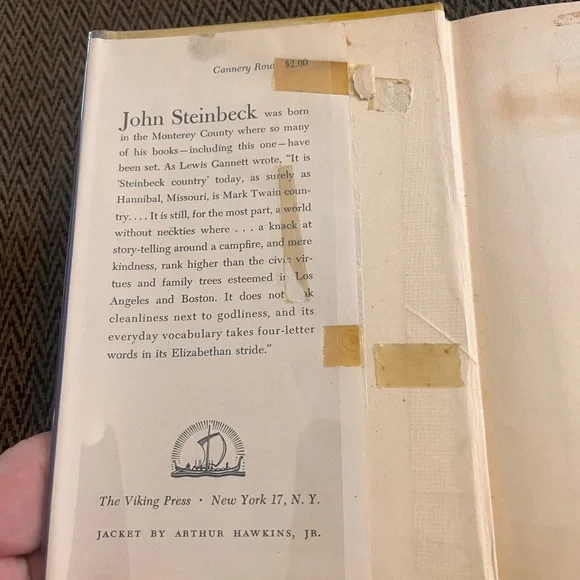 Cannery Row $2.00
John Steinbeck was born
in the Monterey County where so many
of his books—including this one—have
been set. As Lewis Gannett wrote, "It is
'Steinbeck country' today, as surely as
Hannibal, Missouri, is Mark Twain coun-
try. . . . It is still, for the most part, a world
without neckties where . . . a knack at
story-telling around a campfire, and mere
kindness, rank higher than the civic vir-
tues and family trees esteemed in Los
Angeles and Boston. It does not
cleanliness next to godliness, and its
everyday vocabulary takes four-letter
words in its Elizabethan stride."
The Viking Press · New York 17, N. Y.
JACKET BY ARTHUR HAWKINS, JR.